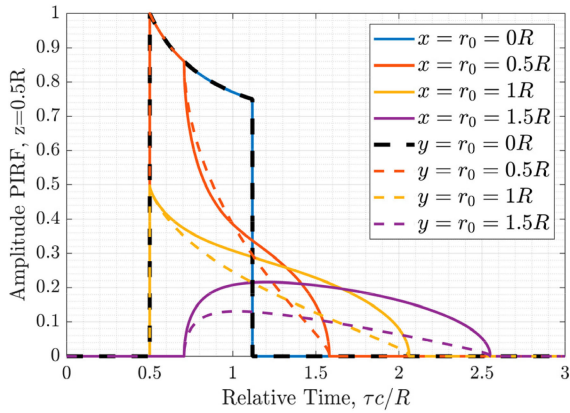 Amplitude PIRF, z=0.5R
1
0.9
0.8
0.7
0.6
0.5
0.4
0.3
0.2
0.1
0
0 0.5 1 1.5 2 2.5 3
Relative Time, τc/R
x = r₀ = 0R
x = r₀ = 0.5R
x = r₀ = 1R
x = r₀ = 1.5R
y = r₀ = 0R
y = r₀ = 0.5R
y = r₀ = 1R
y = r₀ = 1.5R